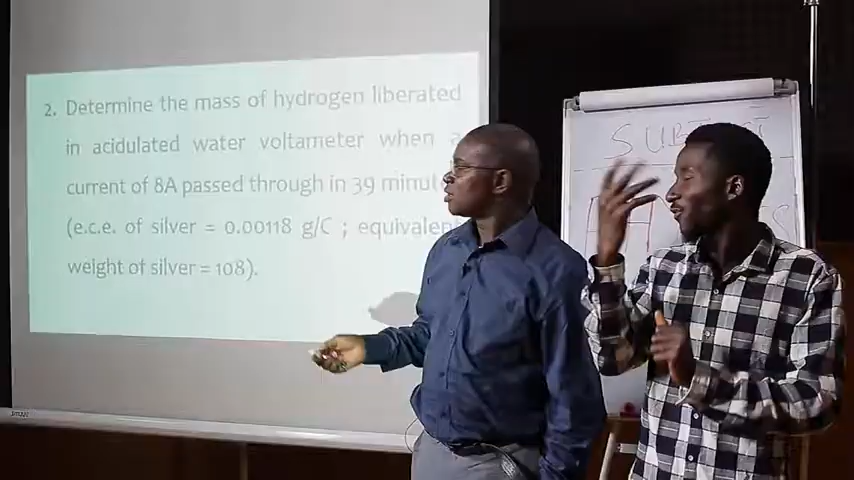 2. Determine the mass of hydrogen liberated
in acidulated water voltameter when a
current of 8A passed through in 39
(e.c.e. of silver = 0.00118 g/C ; equivalent
weight of silver = 108).
smart